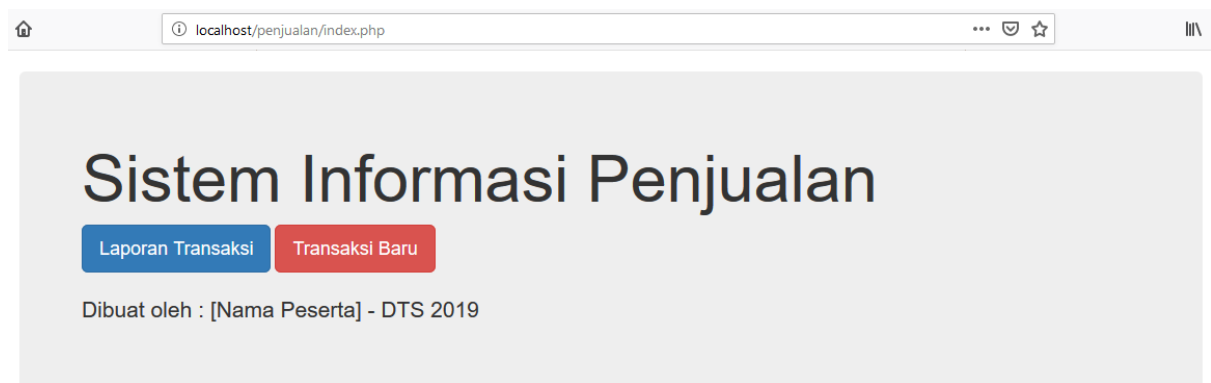 localhost/penjualan/index.php
Sistem Informasi Penjualan
Laporan Transaksi Transaksi Baru
Dibuat oleh : [Nama Peserta] - DTS 2019